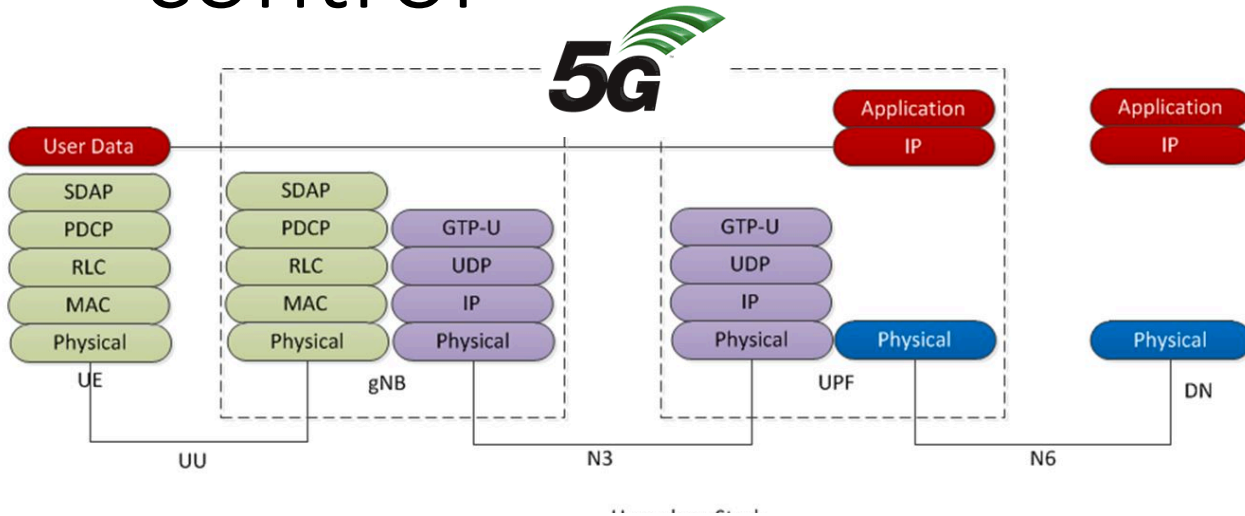 control
5G
Application
Application
User Data
IP
IP
SDAP
SDAP
PDCP
PDCP
GTP-U
GTP-U
RLC
RLC
UDP
UDP
MAC
MAC
IP
IP
Physical
Physical
Physical
Physical
Physical
Physical
UE
gNB
UPF
DN
UU
N3
N6